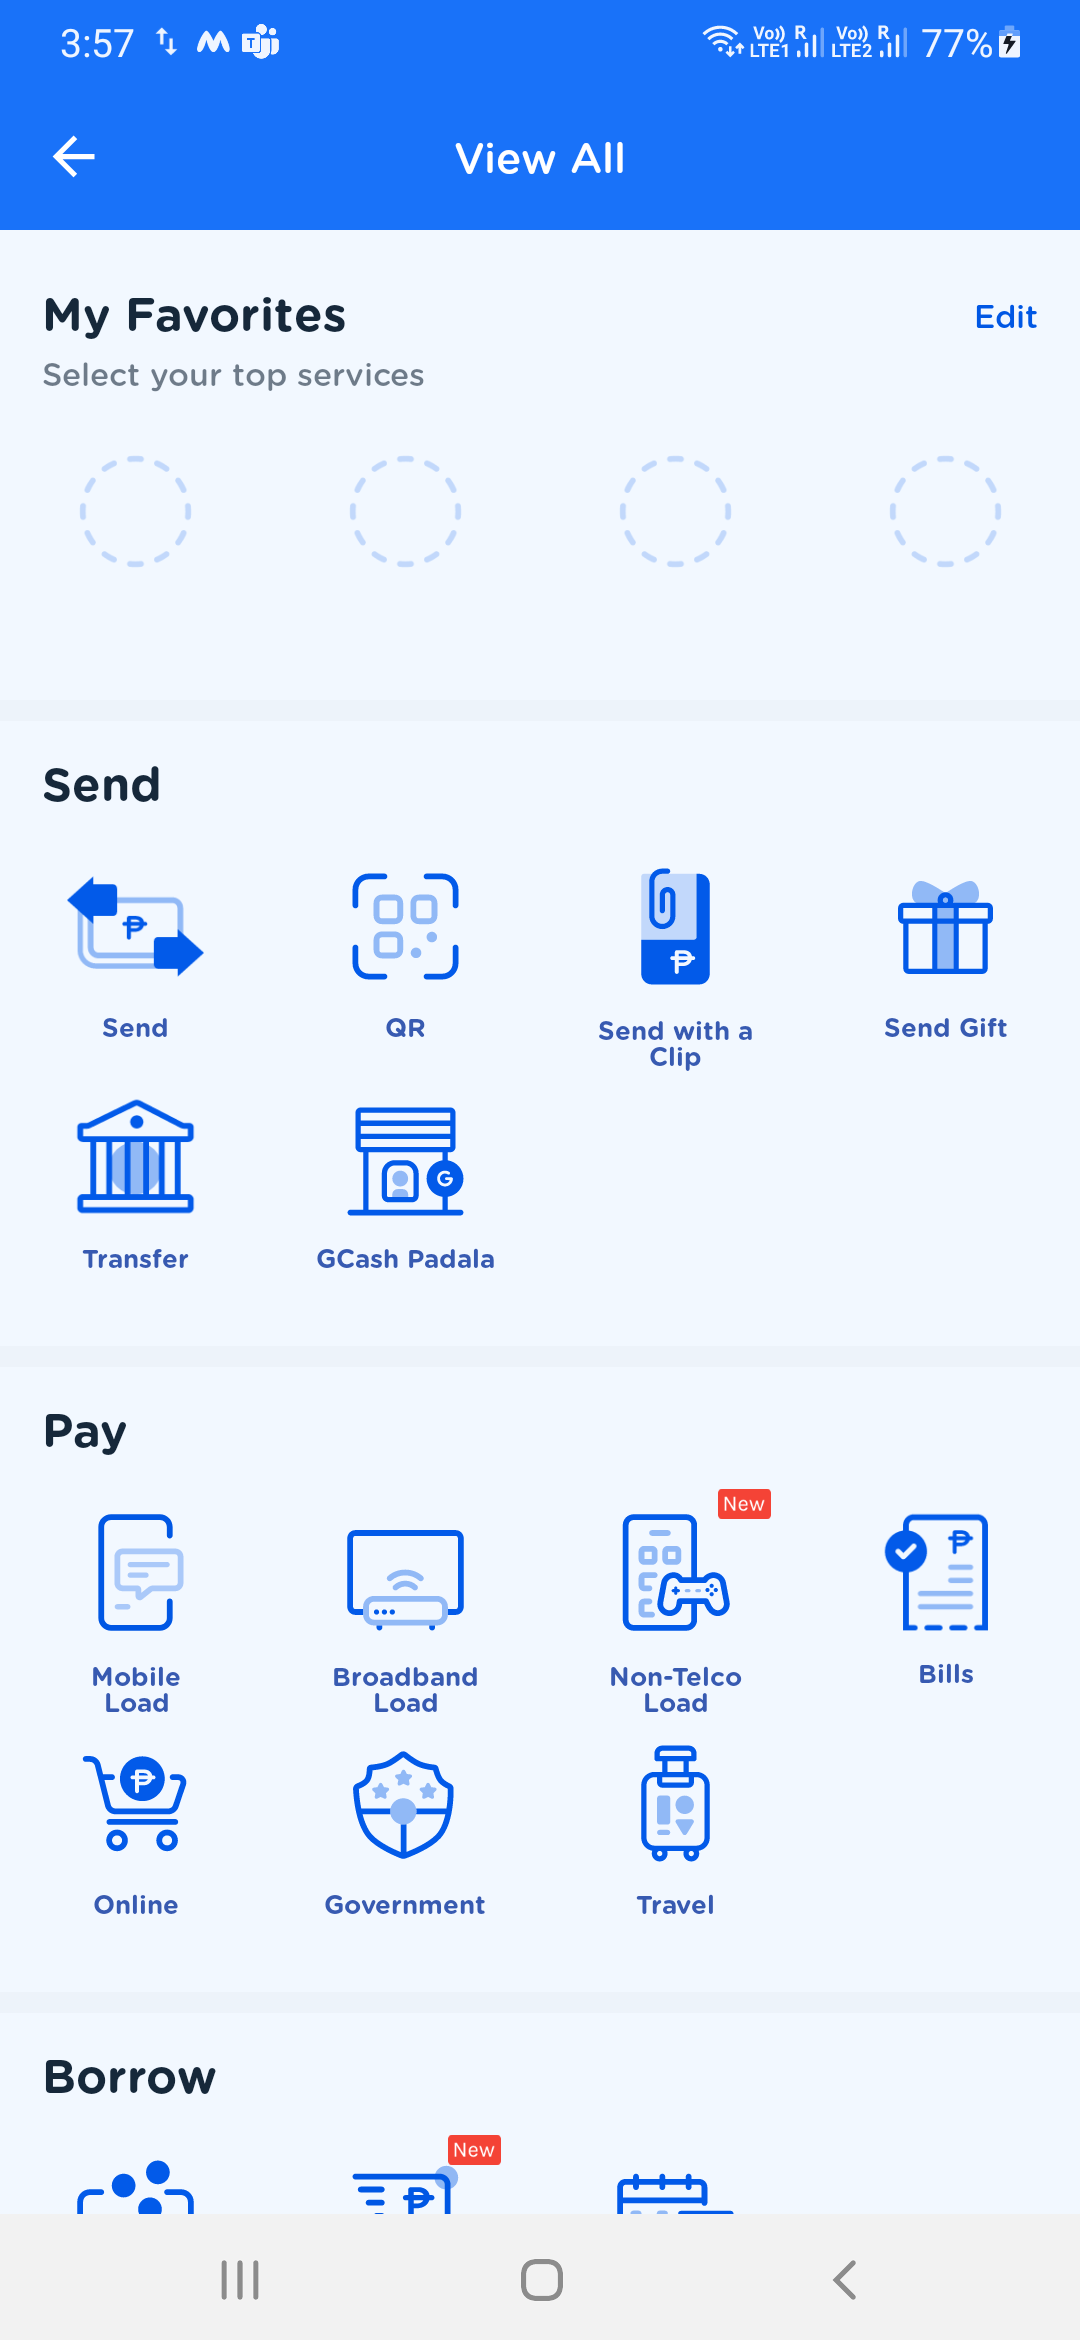 3:57
T
Vo)) R
LTE1
Vo)) R
LTE2
77%
View All
My Favorites
Edit
Select your top services
Send
₱
₱
Send
QR
Send with a
Clip
Send Gift
G
Transfer
GCash Padala
Pay
New
₱
Mobile
Load
Broadband
Load
Non-Telco
Load
Bills
₱
Online
Government
Travel
Borrow
New
₱